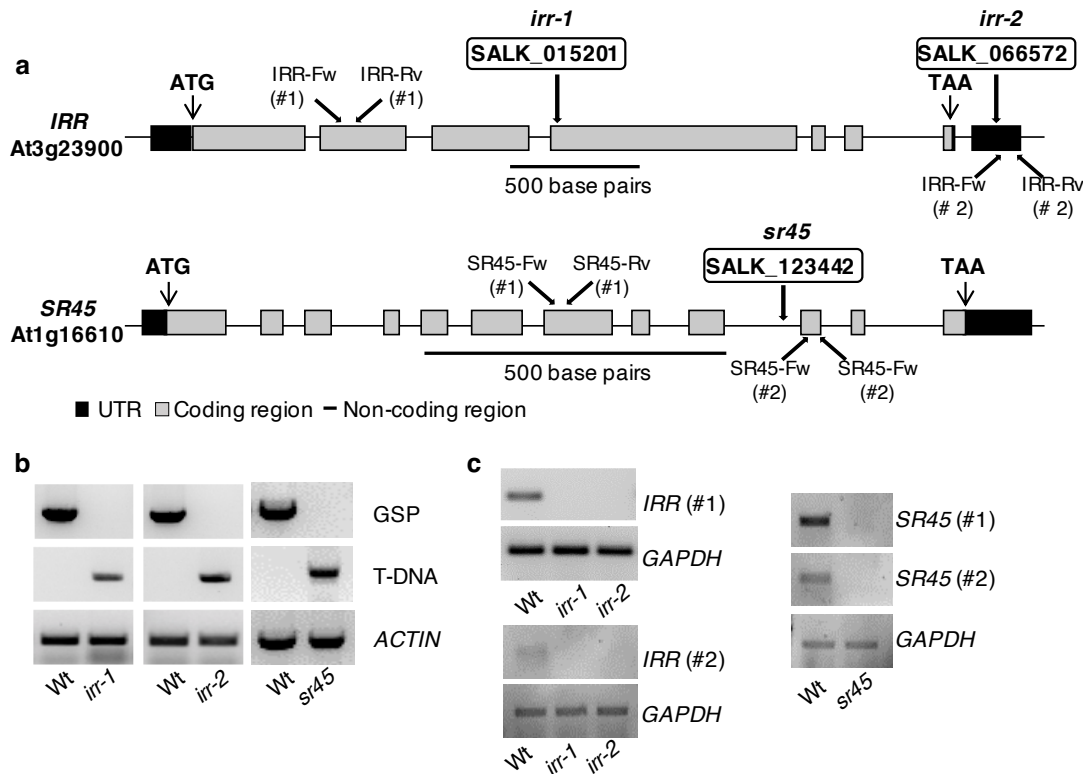 a
irr-1
SALK_015201
irr-2
SALK_066572
ATG
IRR-Fw
(#1)
IRR-Rv
(#1)
TAA
IRR
At3g23900
500 base pairs
IRR-Fw
(# 2)
IRR-Rv
(# 2)
sr45
SALK_123442
ATG
SR45-Fw
(#1)
SR45-Rv
(#1)
TAA
SR45
At1g16610
500 base pairs
SR45-Fw
(#2)
SR45-Fw
(#2)
UTR
Coding region
Non-coding region
b
GSP
T-DNA
ACTIN
Wt
irr-1
Wt
irr-2
Wt
sr45
c
IRR (#1)
GAPDH
Wt
irr-1
irr-2
IRR (#2)
GAPDH
Wt
irr-1
irr-2
SR45 (#1)
SR45 (#2)
GAPDH
Wt
sr45